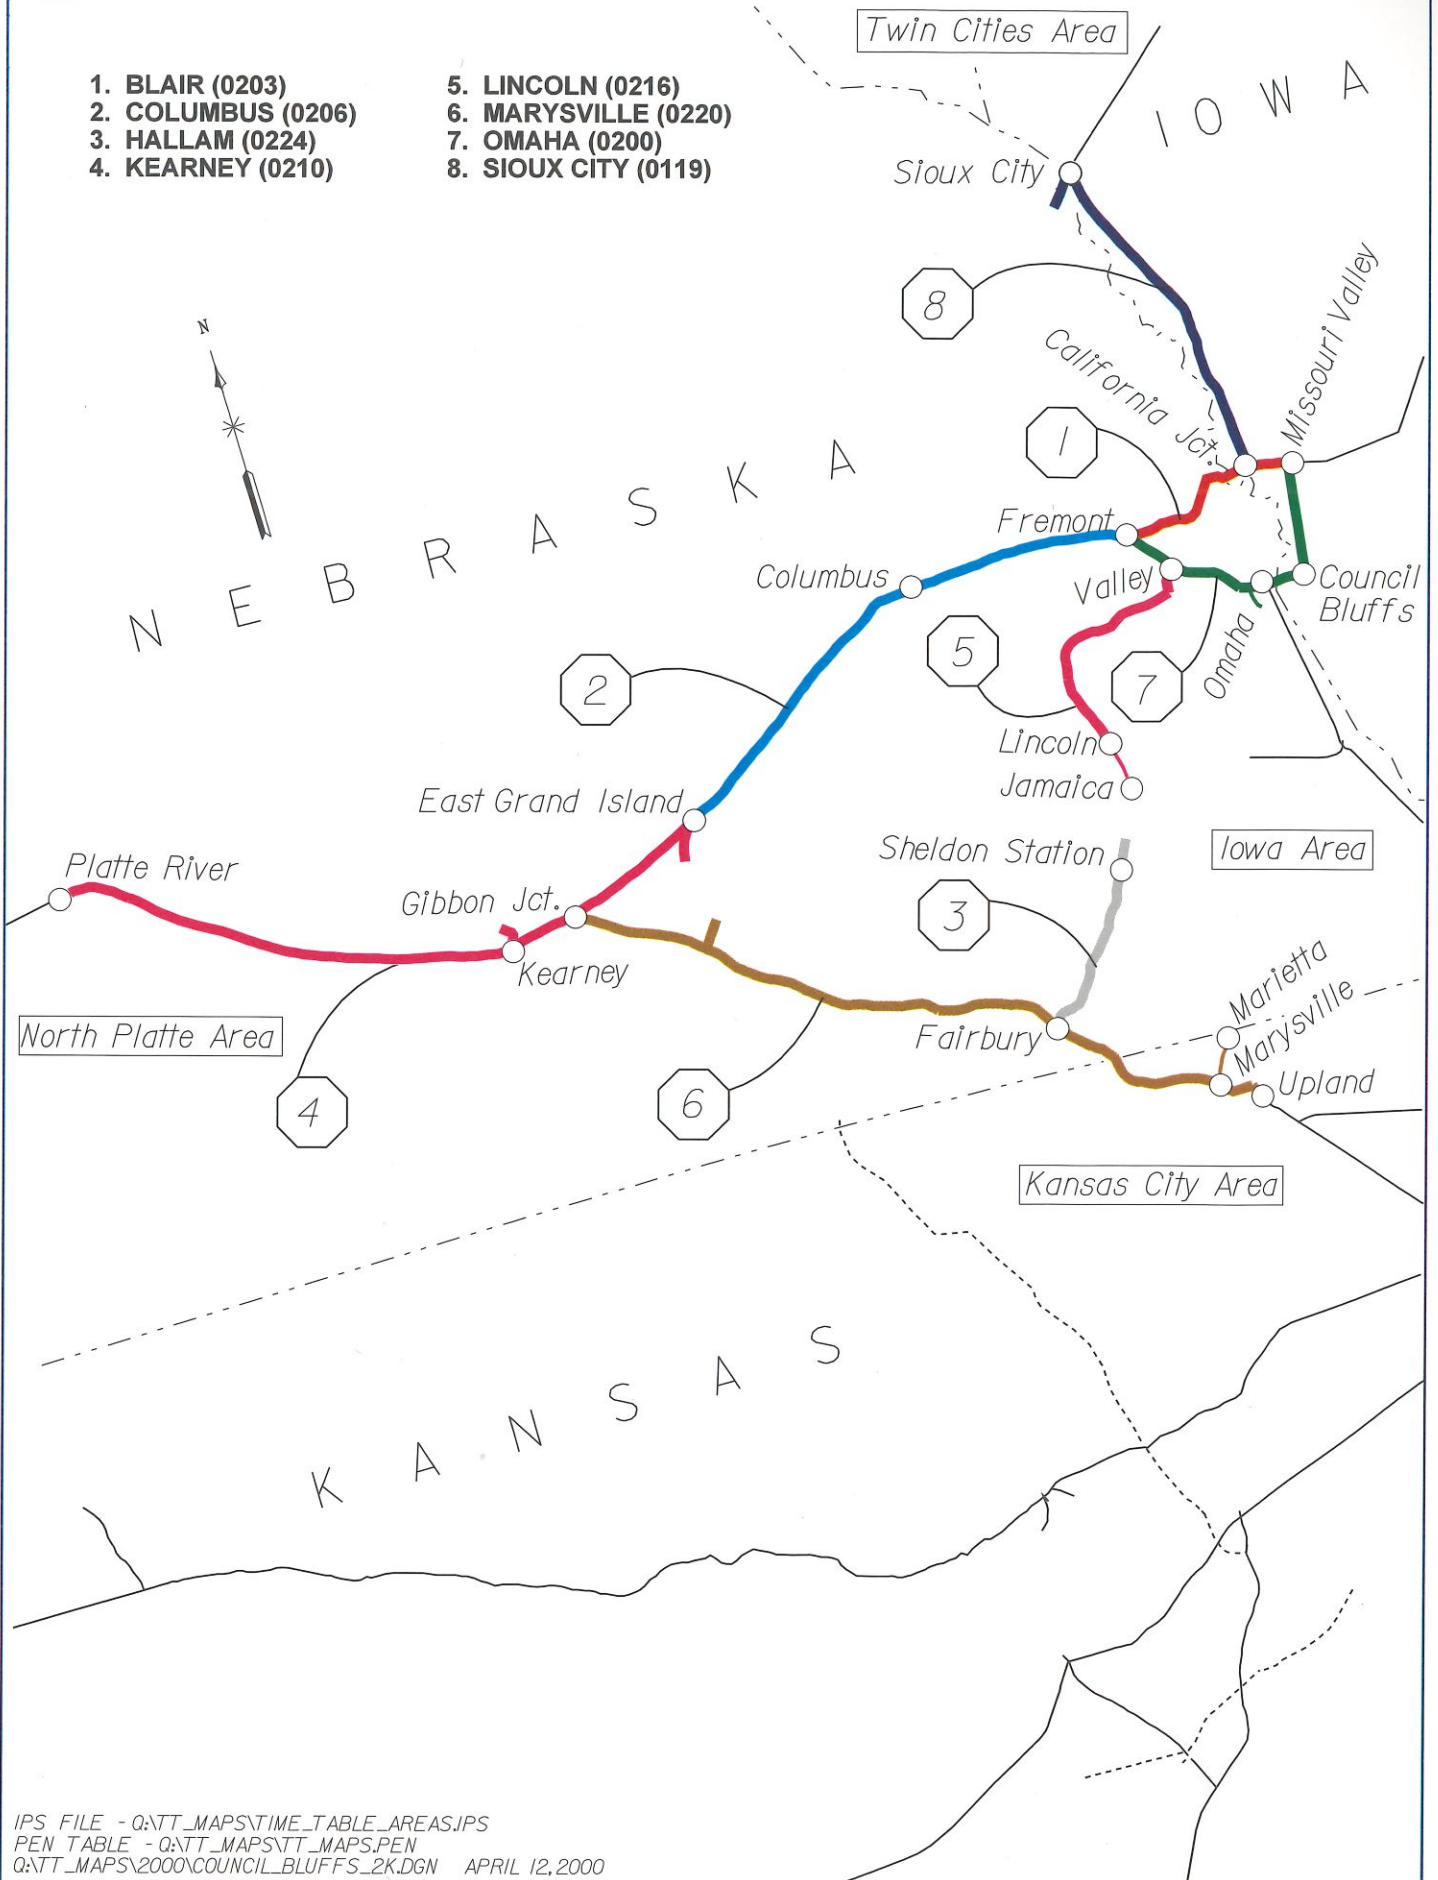 Twin Cities Area
1. BLAIR (0203)
2. COLUMBUS (0206)
3. HALLAM (0224)
4. KEARNEY (0210)
5. LINCOLN (0216)
6. MARYSVILLE (0220)
7. OMAHA (0200)
8. SIOUX CITY (0119)
IOWA
Sioux City
8
N
California Jct.
Missouri Valley
1
NEBRASKA
Fremont
Columbus
Valley
Council
Bluffs
Omaha
5
7
2
Lincoln
Jamaica
East Grand Island
Iowa Area
Sheldon Station
Platte River
Gibbon Jct.
3
Kearney
Marietta
Marysville
North Platte Area
Fairbury
Upland
4
6
Kansas City Area
KANSAS
IPS FILE - Q:\TT_MAPS\TIME_TABLE_AREAS.IPS
PEN TABLE - Q:\TT_MAPS\TT_MAPS.PEN
Q:\TT_MAPS\2000\COUNCIL_BLUFFS_2K.DGN APRIL 12,2000